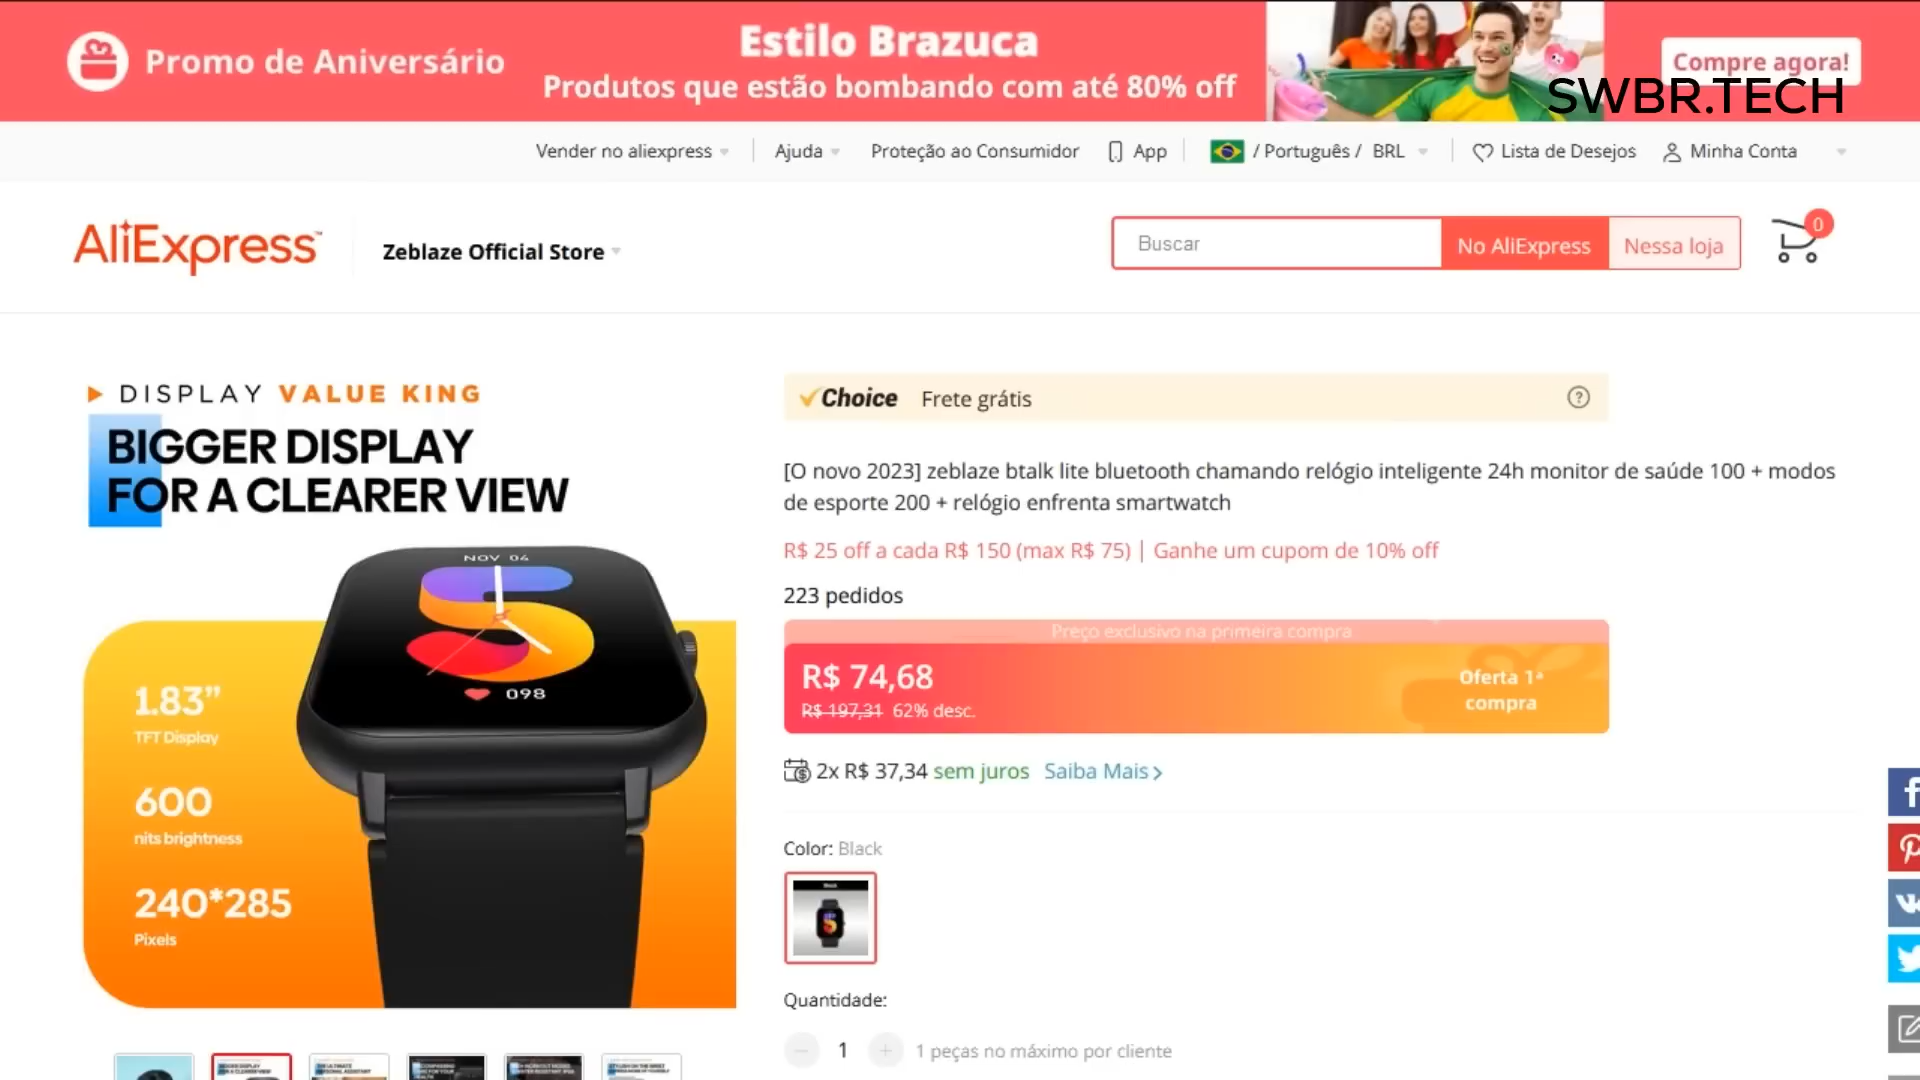 Promo de Aniversário
Estilo Brazuca
Produtos que estão bombando com até 80% off
Compre agora!
SWBR.TECH
Vender no aliexpress
Ajuda
Proteção ao Consumidor
App
/ Português / BRL
Lista de Desejos
Minha Conta
AliExpress™
Zeblaze Official Store
Buscar
No AliExpress
Nessa loja
0
DISPLAY VALUE KING
BIGGER DISPLAY
FOR A CLEARER VIEW
NOV 04
098
1.83”
TFT Display
600
nits brightness
240*285
Pixels
Choice Frete grátis
[O novo 2023] zeblaze btalk lite bluetooth chamando relógio inteligente 24h monitor de saúde 100 + modos
de esporte 200 + relógio enfrenta smartwatch
R$ 25 off a cada R$ 150 (max R$ 75) | Ganhe um cupom de 10% off
223 pedidos
Preço exclusivo na primeira compra
R$ 74,68
R$ 197,31 62% desc.
Oferta 1ª
compra
2x R$ 37,34 sem juros Saiba Mais
Color: Black
Quantidade:
1
1 peças no máximo por cliente
BIGGER DISPLAY
FOR A CLEARER VIEW